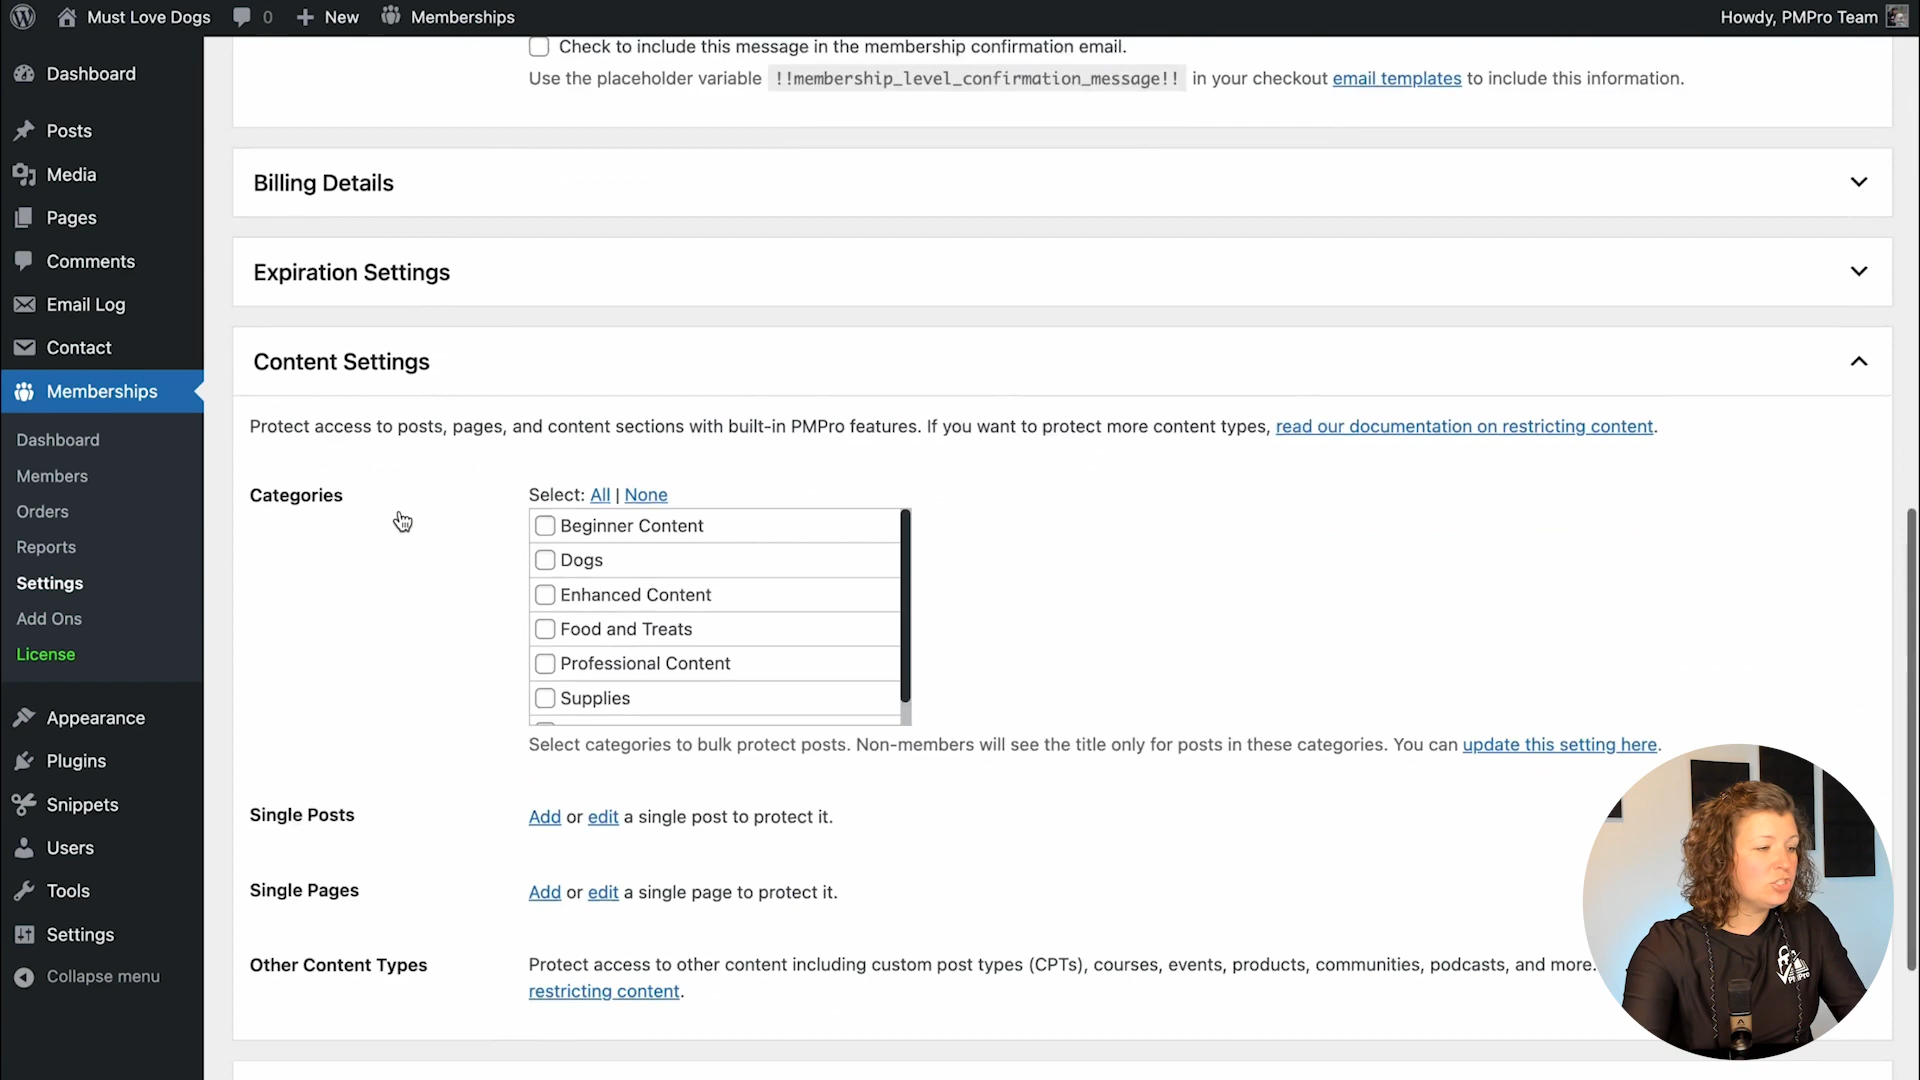 Must Love Dogs 0 New Memberships Howdy, PMPro Team
Dashboard
Posts
Media
Pages
Comments
Email Log
Contact
Memberships
Dashboard
Members
Orders
Reports
Settings
Add Ons
License
Appearance
Plugins
Snippets
Users
Tools
Settings
Collapse menu
Check to include this message in the membership confirmation email.
Use the placeholder variable !!membership_level_confirmation_message!! in your checkout email templates to include this information.
Billing Details
Expiration Settings
Content Settings
Protect access to posts, pages, and content sections with built-in PMPro features. If you want to protect more content types, read our documentation on restricting content.
Categories
Select: All | None
Beginner Content
Dogs
Enhanced Content
Food and Treats
Professional Content
Supplies
Select categories to bulk protect posts. Non-members will see the title only for posts in these categories. You can update this setting here.
Single Posts
Add or edit a single post to protect it.
Single Pages
Add or edit a single page to protect it.
Other Content Types
Protect access to other content including custom post types (CPTs), courses, events, products, communities, podcasts, and more.
restricting content.
PMPro